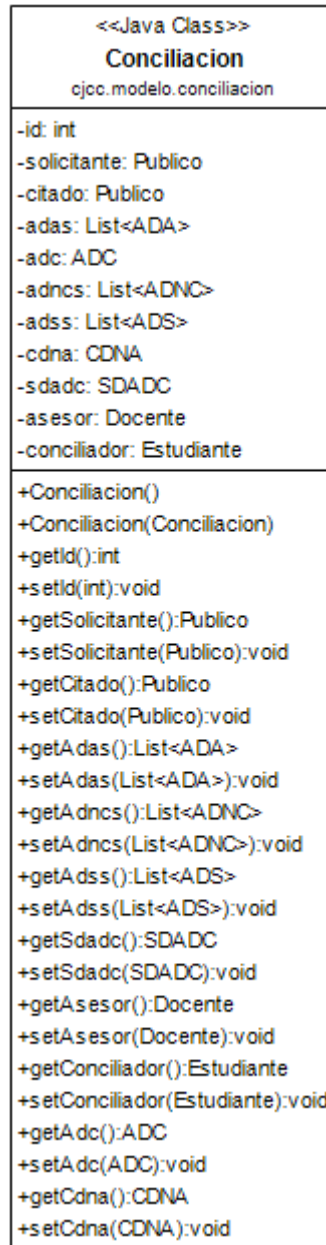 <<Java Class>>
Conciliacion
cjcc.modelo.conciliacion
-id: int
-solicitante: Publico
-citado: Publico
-adas: List<ADA>
-adc: ADC
-adncs: List<ADNC>
-adss: List<ADS>
-cdna: CDNA
-sdadc: SDADC
-asesor: Docente
-conciliador: Estudiante
+Conciliacion()
+Conciliacion(Conciliacion)
+getId():int
+setId(int):void
+getSolicitante():Publico
+setSolicitante(Publico):void
+getCitado():Publico
+setCitado(Publico):void
+getAdas():List<ADA>
+setAdas(List<ADA>):void
+getAdncs():List<ADNC>
+setAdncs(List<ADNC>):void
+getAdss():List<ADS>
+setAdss(List<ADS>):void
+getSdadc():SDADC
+setSdadc(SDADC):void
+getAsesor():Docente
+setAsesor(Docente):void
+getConciliador():Estudiante
+setConciliador(Estudiante):void
+getAdc():ADC
+setAdc(ADC):void
+getCdna():CDNA
+setCdna(CDNA):void